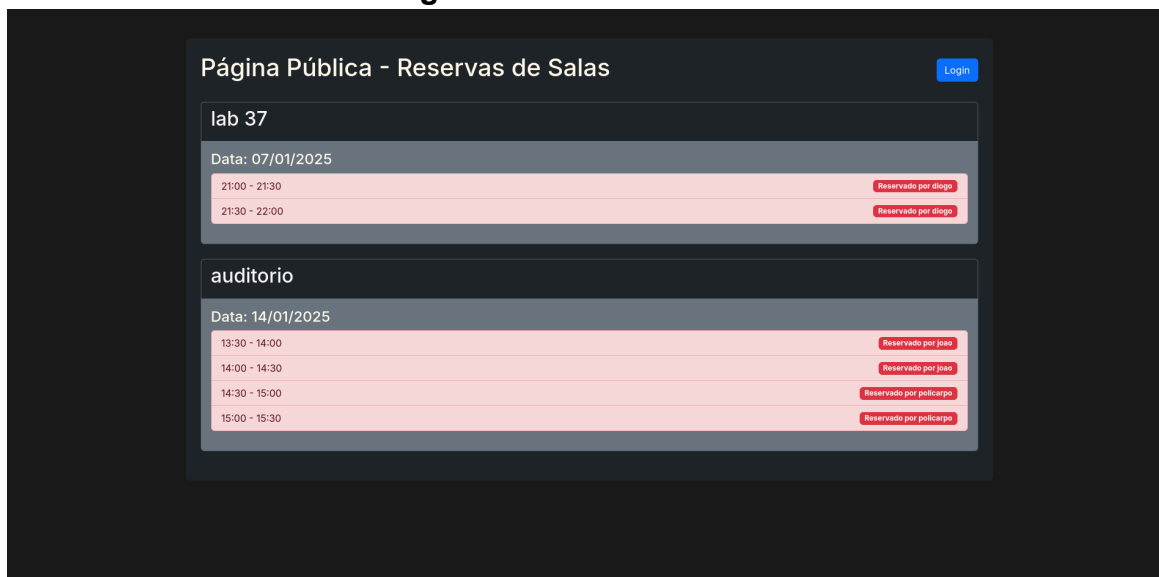 Página Pública - Reservas de Salas
Login
lab 37
Data: 07/01/2025
21:00 - 21:30 Reservado por diogo
21:30 - 22:00 Reservado por diogo
auditorio
Data: 14/01/2025
13:30 - 14:00 Reservado por joao
14:00 - 14:30 Reservado por joao
14:30 - 15:00 Reservado por policarpo
15:00 - 15:30 Reservado por policarpo